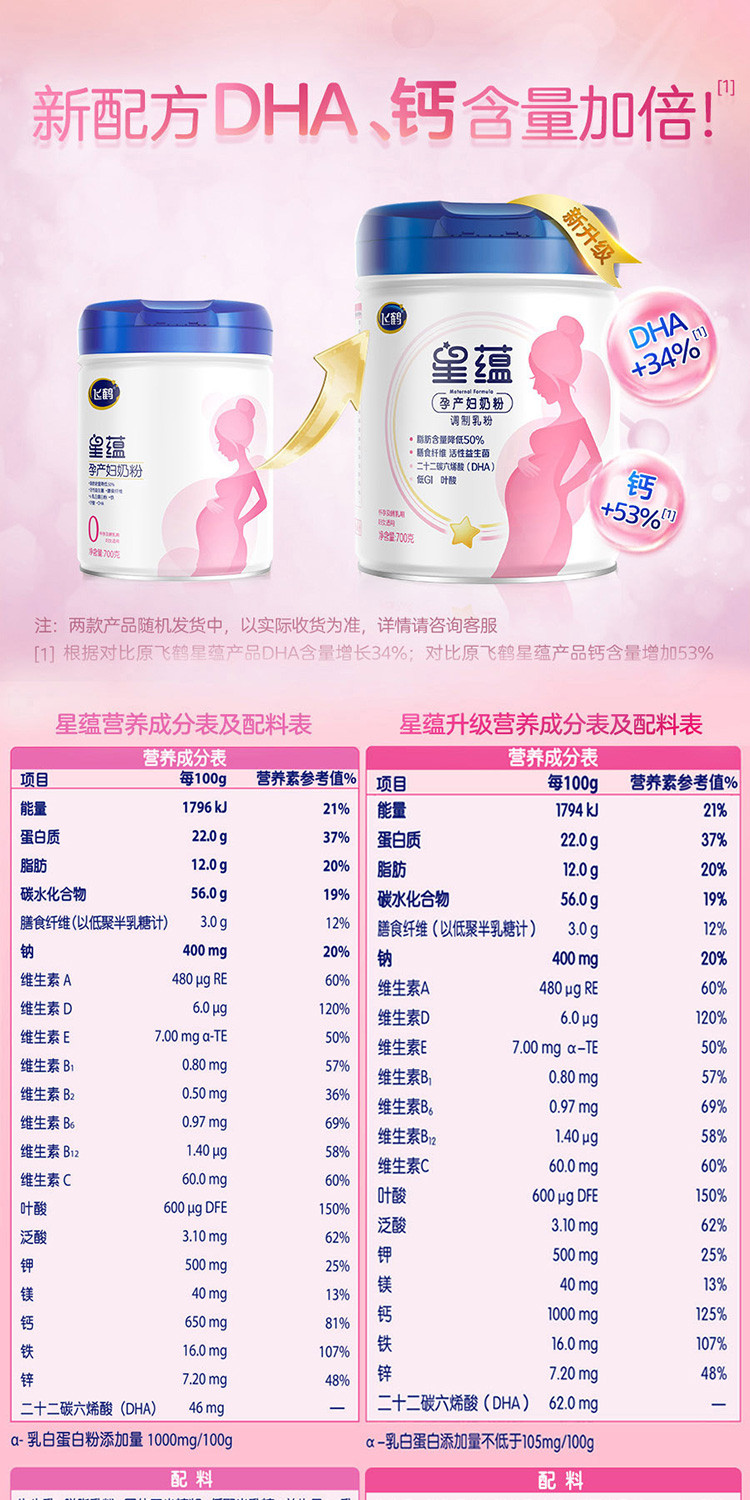 新配方DHA、钙含量加倍![1]
新升级
飞鹤
星蕴
Maternal Formula
孕产妇奶粉
调制乳粉
脂肪含量降低50%
膳食纤维 活性益生菌
二十二碳六烯酸(DHA)
低GI 叶酸
净含量:700克
DHA
+34%[1]
钙
+53%[1]
飞鹤
星蕴
孕产妇奶粉
0
净含量:700克
注：两款产品随机发货中，以实际收货为准，详情请咨询客服
[1] 根据对比原飞鹤星蕴产品DHA含量增长34%；对比原飞鹤星蕴产品钙含量增加53%
星蕴营养成分表及配料表
营养成分表
项目 每100g 营养素参考值%
能量 1796 kJ 21%
蛋白质 22.0 g 37%
脂肪 12.0 g 20%
碳水化合物 56.0 g 19%
膳食纤维(以低聚半乳糖计) 3.0 g 12%
钠 400 mg 20%
维生素 A 480 μg RE 60%
维生素 D 6.0 μg 120%
维生素 E 7.00 mg α-TE 50%
维生素 B1 0.80 mg 57%
维生素 B2 0.50 mg 36%
维生素 B6 0.97 mg 69%
维生素 B12 1.40 μg 58%
维生素 C 60.0 mg 60%
叶酸 600 μg DFE 150%
泛酸 3.10 mg 62%
钾 500 mg 25%
镁 40 mg 13%
钙 650 mg 81%
铁 16.0 mg 107%
锌 7.20 mg 48%
二十二碳六烯酸（DHA） 46 mg —
α- 乳白蛋白粉添加量 1000mg/100g
配 料
星蕴升级营养成分表及配料表
营养成分表
项目 每100g 营养素参考值%
能量 1794 kJ 21%
蛋白质 22.0 g 37%
脂肪 12.0 g 20%
碳水化合物 56.0 g 19%
膳食纤维（以低聚半乳糖计） 3.0 g 12%
钠 400 mg 20%
维生素A 480 μg RE 60%
维生素D 6.0 μg 120%
维生素E 7.00 mg α-TE 50%
维生素B1 0.80 mg 57%
维生素B6 0.97 mg 69%
维生素B12 1.40 μg 58%
维生素C 60.0 mg 60%
叶酸 600 μg DFE 150%
泛酸 3.10 mg 62%
钾 500 mg 25%
镁 40 mg 13%
钙 1000 mg 125%
铁 16.0 mg 107%
锌 7.20 mg 48%
二十二碳六烯酸（DHA） 62.0 mg —
α-乳白蛋白添加量不低于105mg/100g
配 料